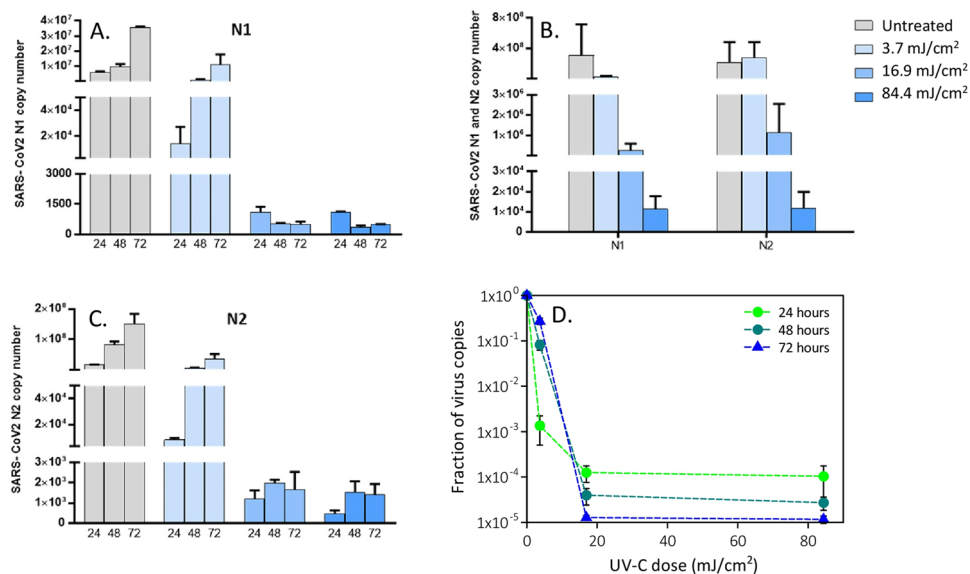 A.
N1
SARS- CoV2 N1 copy number
4×10⁷
3×10⁷
2×10⁷
1×10⁷
0
4×10⁴
2×10⁴
0
3000
1500
0
24 48 72 24 48 72 24 48 72 24 48 72
B.
SARS-CoV2 N1 and N2 copy number
8×10⁸
4×10⁸
0
3×10⁶
2×10⁶
1×10⁶
0
3×10⁴
2×10⁴
1×10⁴
0
N1 N2
Untreated
3.7 mJ/cm²
16.9 mJ/cm²
84.4 mJ/cm²
C.
N2
SARS- CoV2 N2 copy number
2×10⁸
1×10⁸
0
4×10⁴
2×10⁴
0
3×10³
2×10³
1×10³
0
24 48 72 24 48 72 24 48 72 24 48 72
D.
24 hours
48 hours
72 hours
Fraction of virus copies
1x10⁰
1x10⁻¹
1x10⁻²
1x10⁻³
1x10⁻⁴
1x10⁻⁵
0 20 40 60 80
UV-C dose (mJ/cm²)